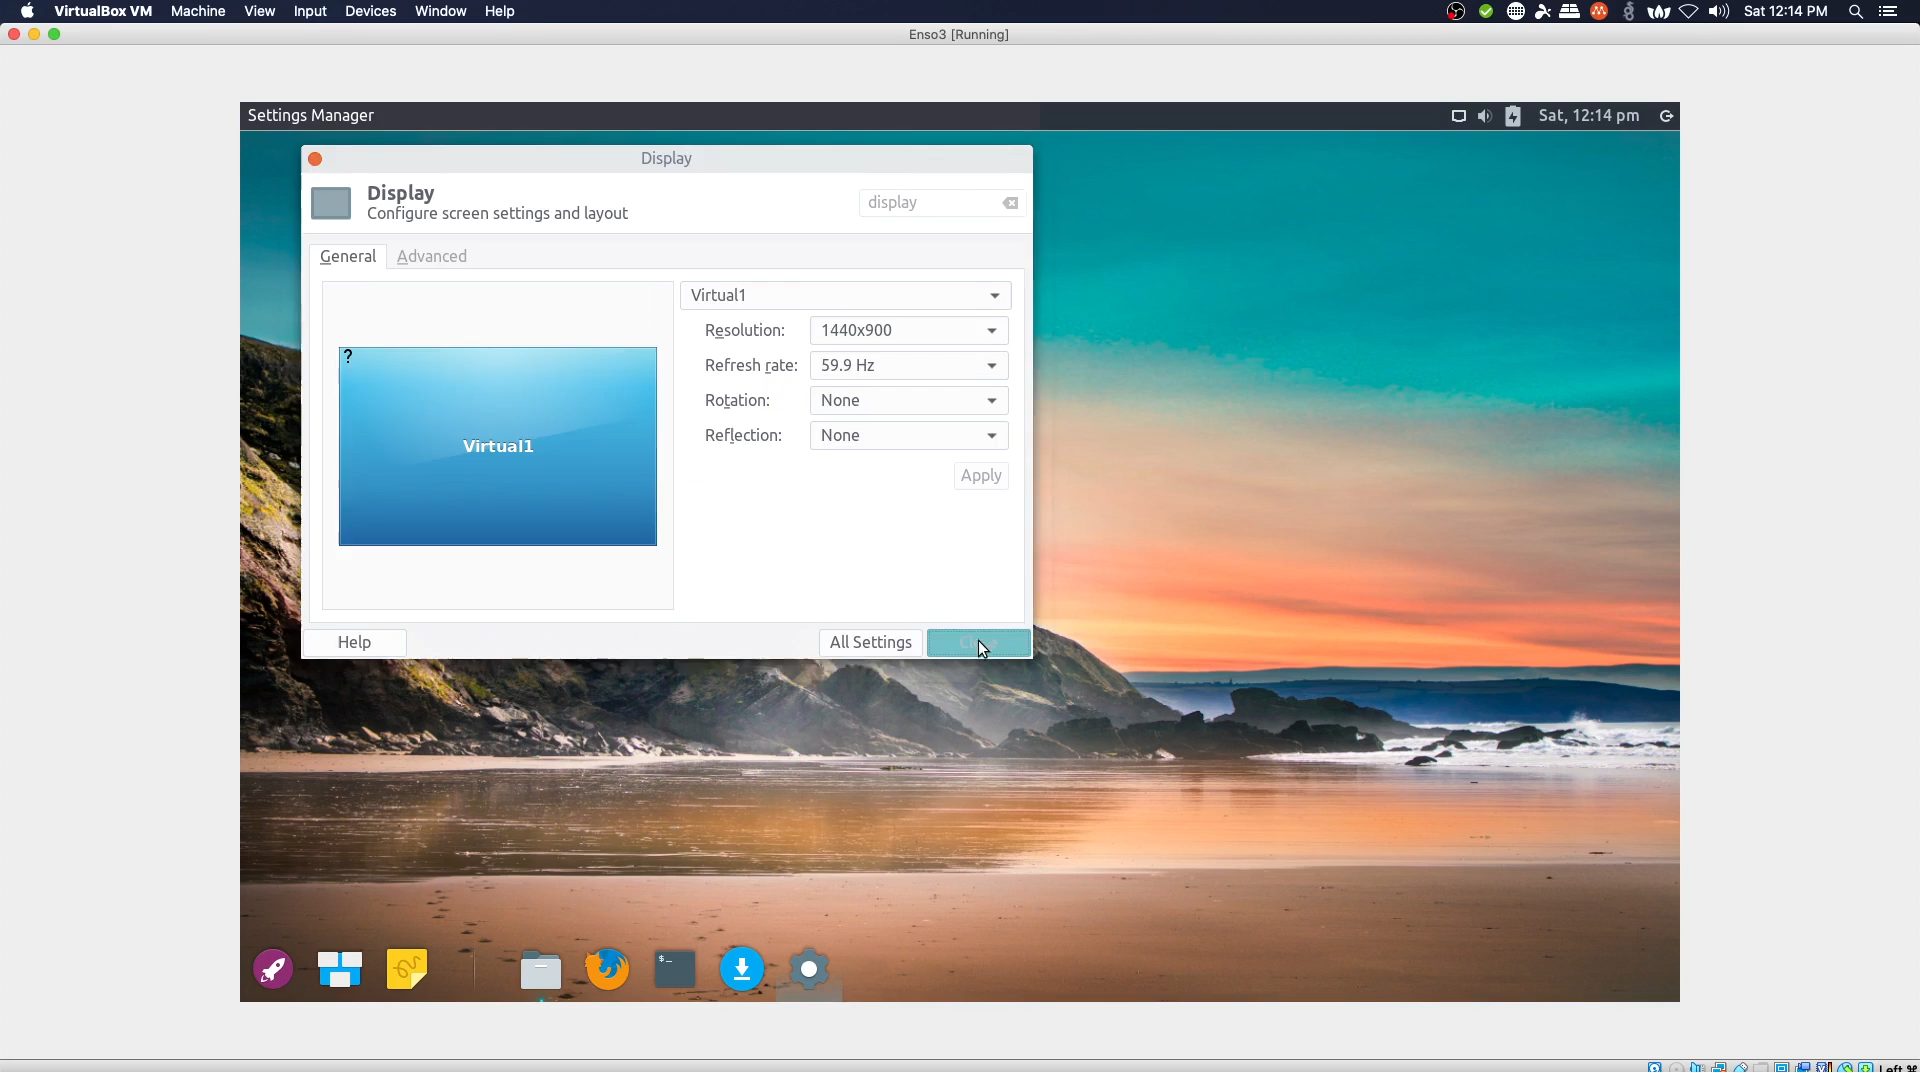 VirtualBox VM Machine View Input Devices Window Help Sat 12:14 PM
Enso3 [Running]
Settings Manager Sat, 12:14 pm
Display
Display
Configure screen settings and layout
display
General Advanced
?
Virtual1
Virtual1
Resolution: 1440x900
Refresh rate: 59.9 Hz
Rotation: None
Reflection: None
Apply
Help All Settings
$_
Left ⌘